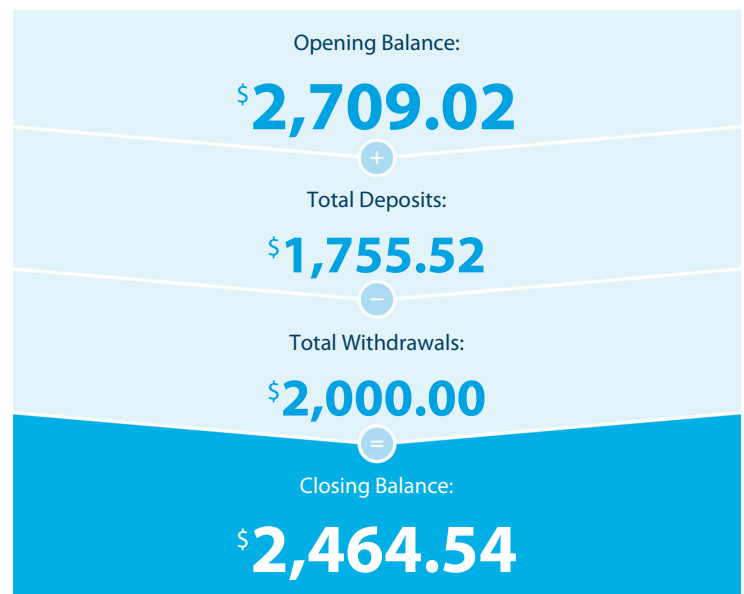 Opening Balance:
$2,709.02
+
Total Deposits:
$1,755.52
−
Total Withdrawals:
$2,000.00
=
Closing Balance:
$2,464.54